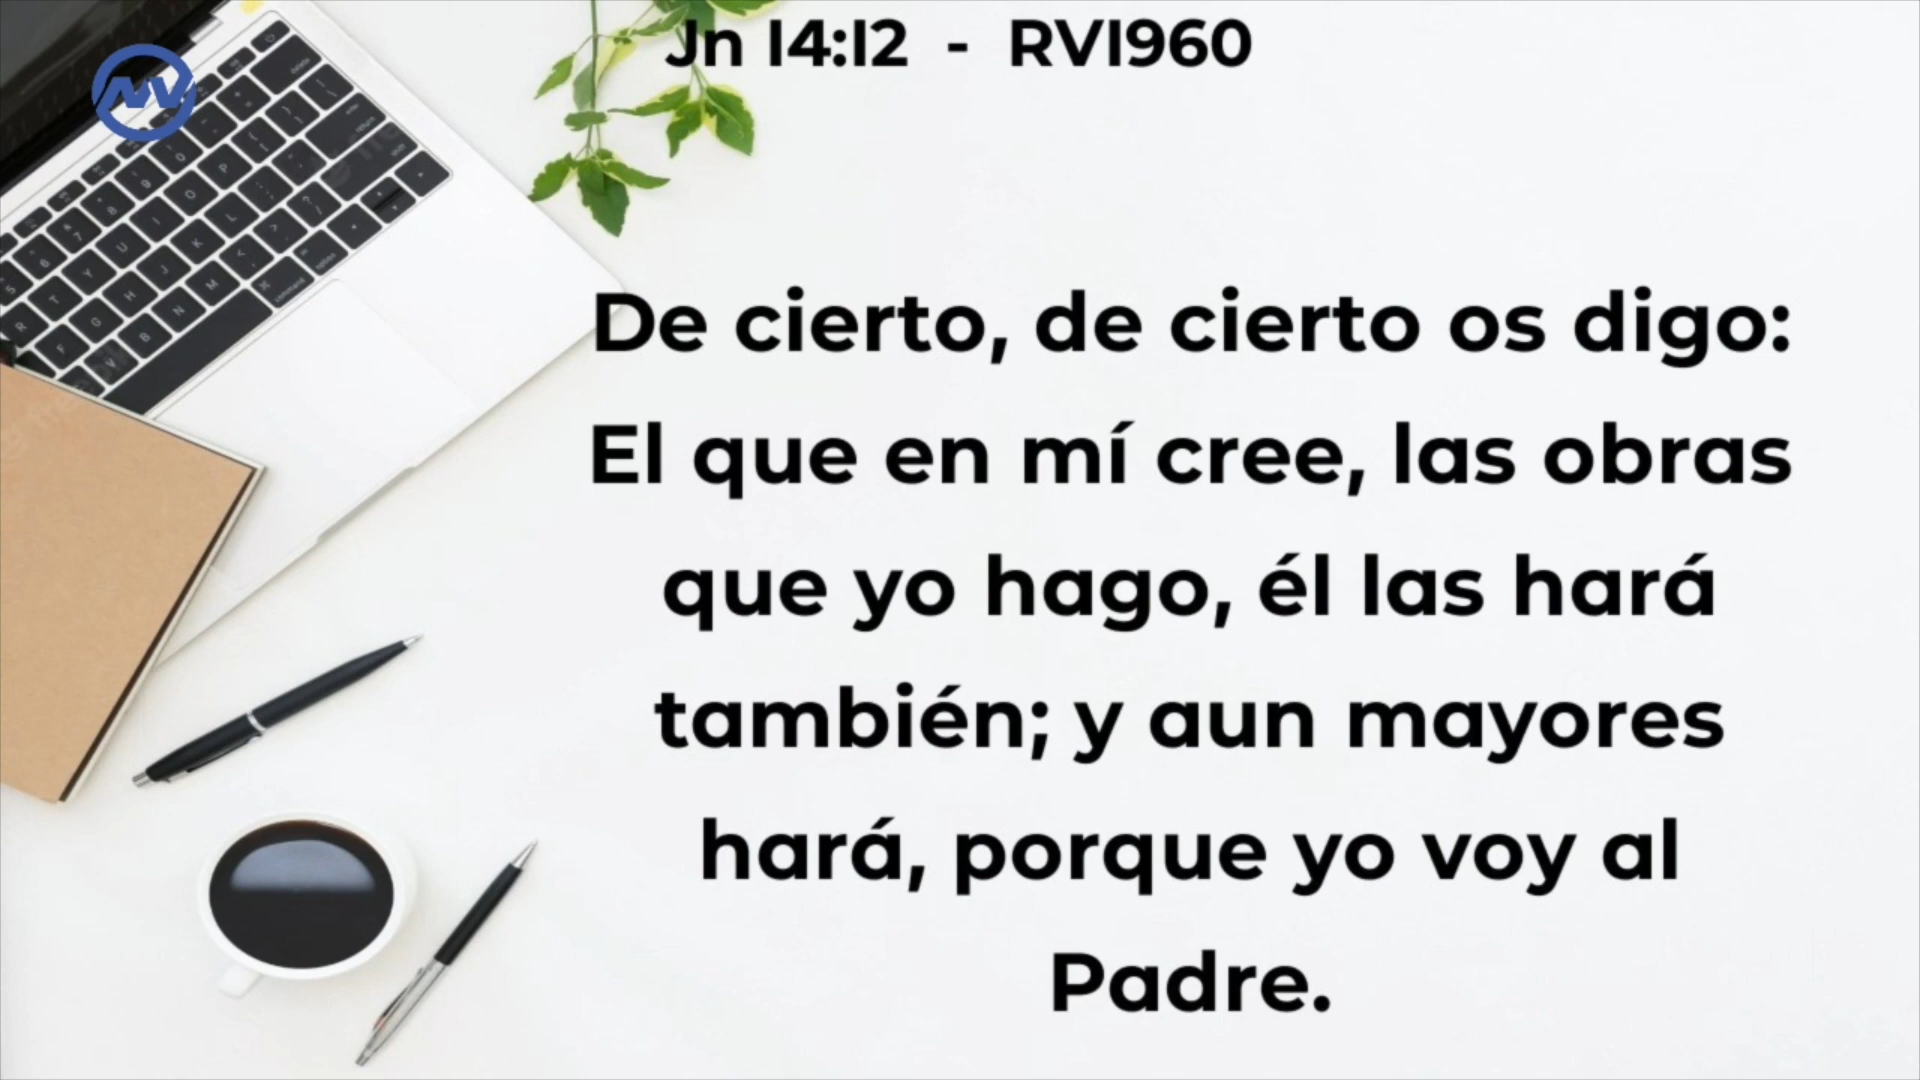 Jn 14:12 - RV1960
De cierto, de cierto os digo:
El que en mí cree, las obras
que yo hago, él las hará
también; y aun mayores
hará, porque yo voy al
Padre.